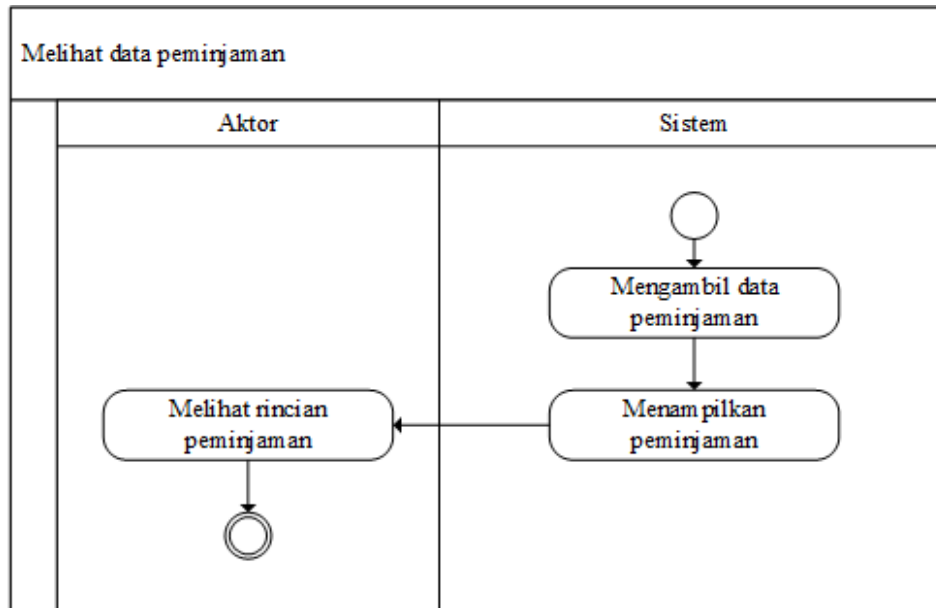 Melihat data peminjaman
Aktor
Sistem
Mengambil data
peminjaman
Menampilkan
peminjaman
Melihat rincian
peminjaman